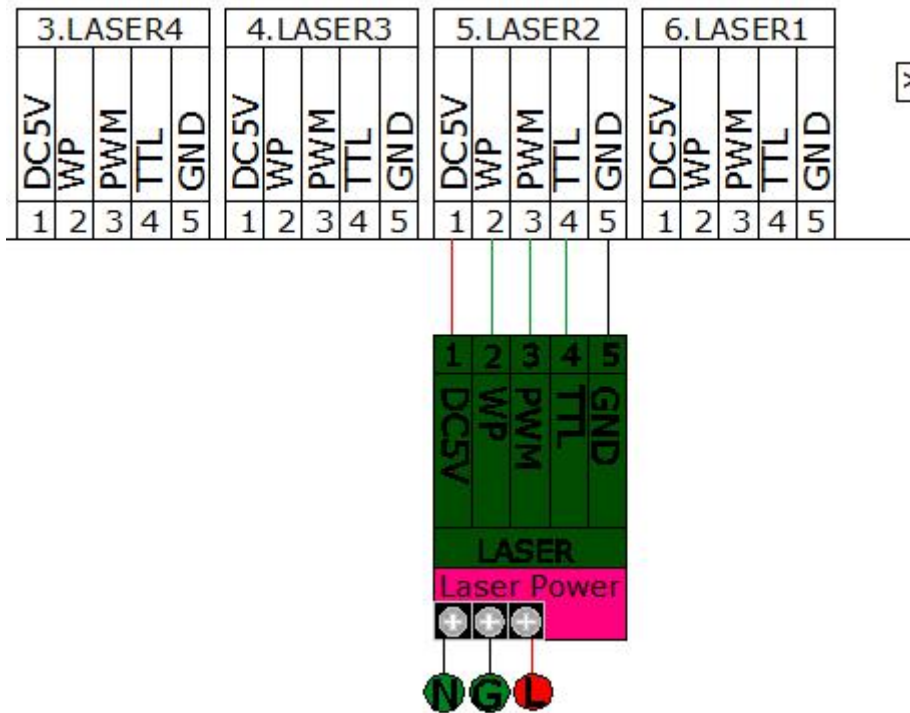 3.LASER4 4.LASER3 5.LASER2 6.LASER1
DC5V WP PWM TTL GND DC5V WP PWM TTL GND DC5V WP PWM TTL GND DC5V WP PWM TTL GND
1 2 3 4 5 1 2 3 4 5 1 2 3 4 5 1 2 3 4 5
1 2 3 4 5
DC5V WP PWM TTL GND
LASER
Laser Power
N G L